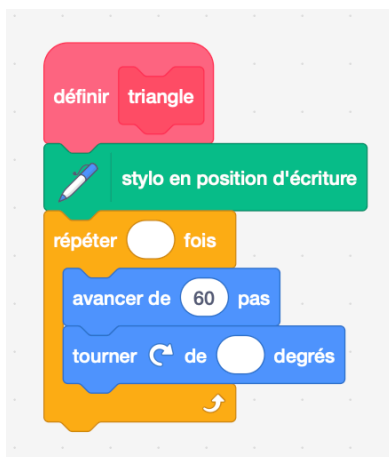 définir triangle
stylo en position d'écriture
répéter fois
avancer de 60 pas
tourner de degrés